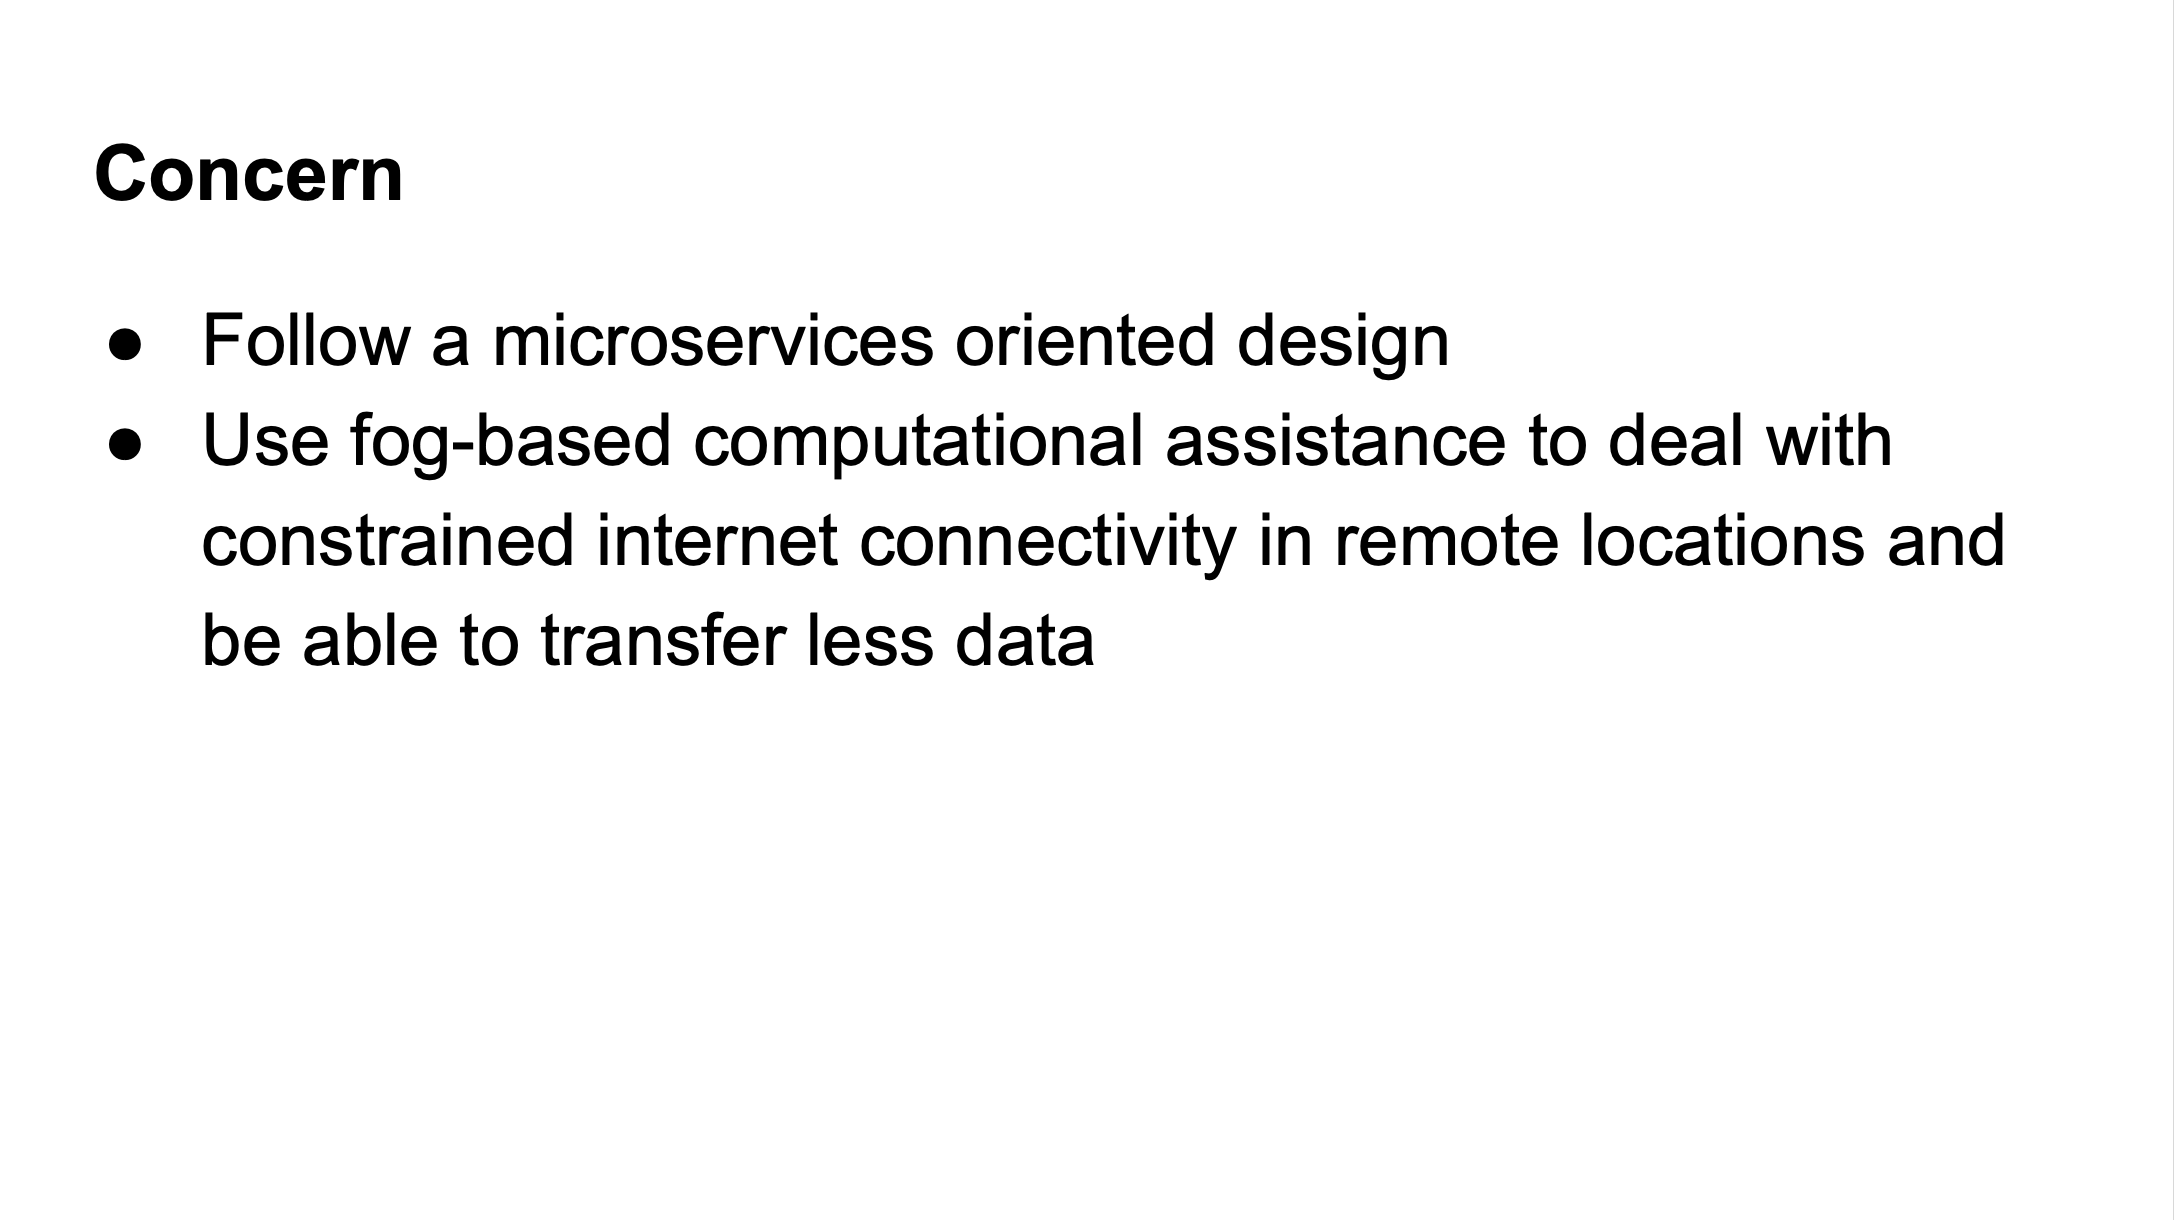 Concern
● Follow a microservices oriented design
● Use fog-based computational assistance to deal with
constrained internet connectivity in remote locations and
be able to transfer less data